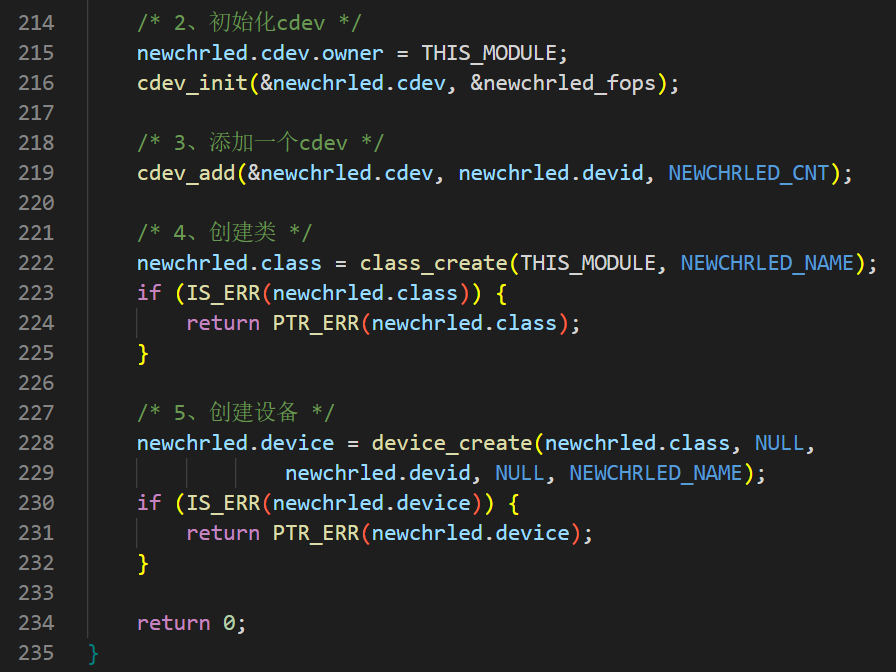 214 /* 2、初始化cdev */
215 newchrled.cdev.owner = THIS_MODULE;
216 cdev_init(&newchrled.cdev, &newchrled_fops);
217
218 /* 3、添加一个cdev */
219 cdev_add(&newchrled.cdev, newchrled.devid, NEWCHRLED_CNT);
220
221 /* 4、创建类 */
222 newchrled.class = class_create(THIS_MODULE, NEWCHRLED_NAME);
223 if (IS_ERR(newchrled.class)) {
224 return PTR_ERR(newchrled.class);
225 }
226
227 /* 5、创建设备 */
228 newchrled.device = device_create(newchrled.class, NULL,
229 newchrled.devid, NULL, NEWCHRLED_NAME);
230 if (IS_ERR(newchrled.device)) {
231 return PTR_ERR(newchrled.device);
232 }
233
234 return 0;
235 }